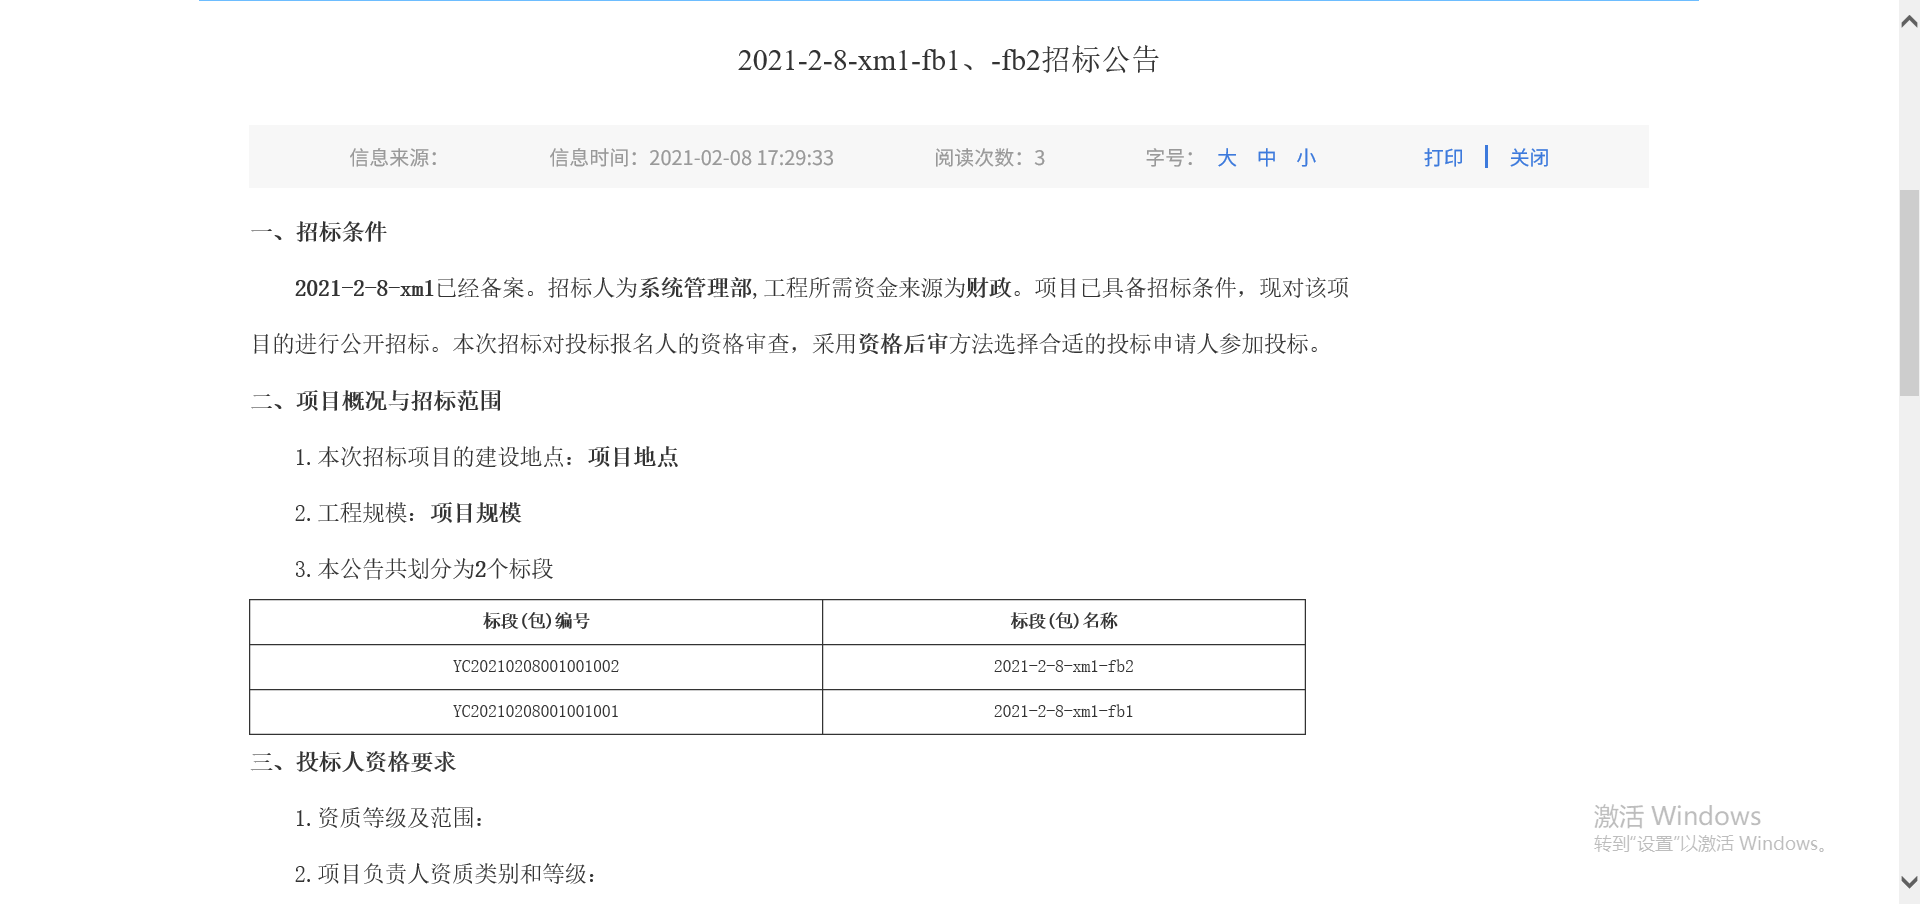 2021-2-8-xm1-fb1、-fb2招标公告
信息来源： 信息时间：2021-02-08 17:29:33 阅读次数：3 字号： 大 中 小 打印 关闭
一、招标条件
2021-2-8-xm1已经备案。招标人为系统管理部,工程所需资金来源为财政。项目已具备招标条件，现对该项
目的进行公开招标。本次招标对投标报名人的资格审查，采用资格后审方法选择合适的投标申请人参加投标。
二、项目概况与招标范围
1.本次招标项目的建设地点：项目地点
2.工程规模：项目规模
3.本公告共划分为2个标段
标段(包)编号 标段(包)名称
YC20210208001001002 2021-2-8-xm1-fb2
YC20210208001001001 2021-2-8-xm1-fb1
三、投标人资格要求
1.资质等级及范围：
2.项目负责人资质类别和等级：
激活 Windows
转到“设置”以激活 Windows。